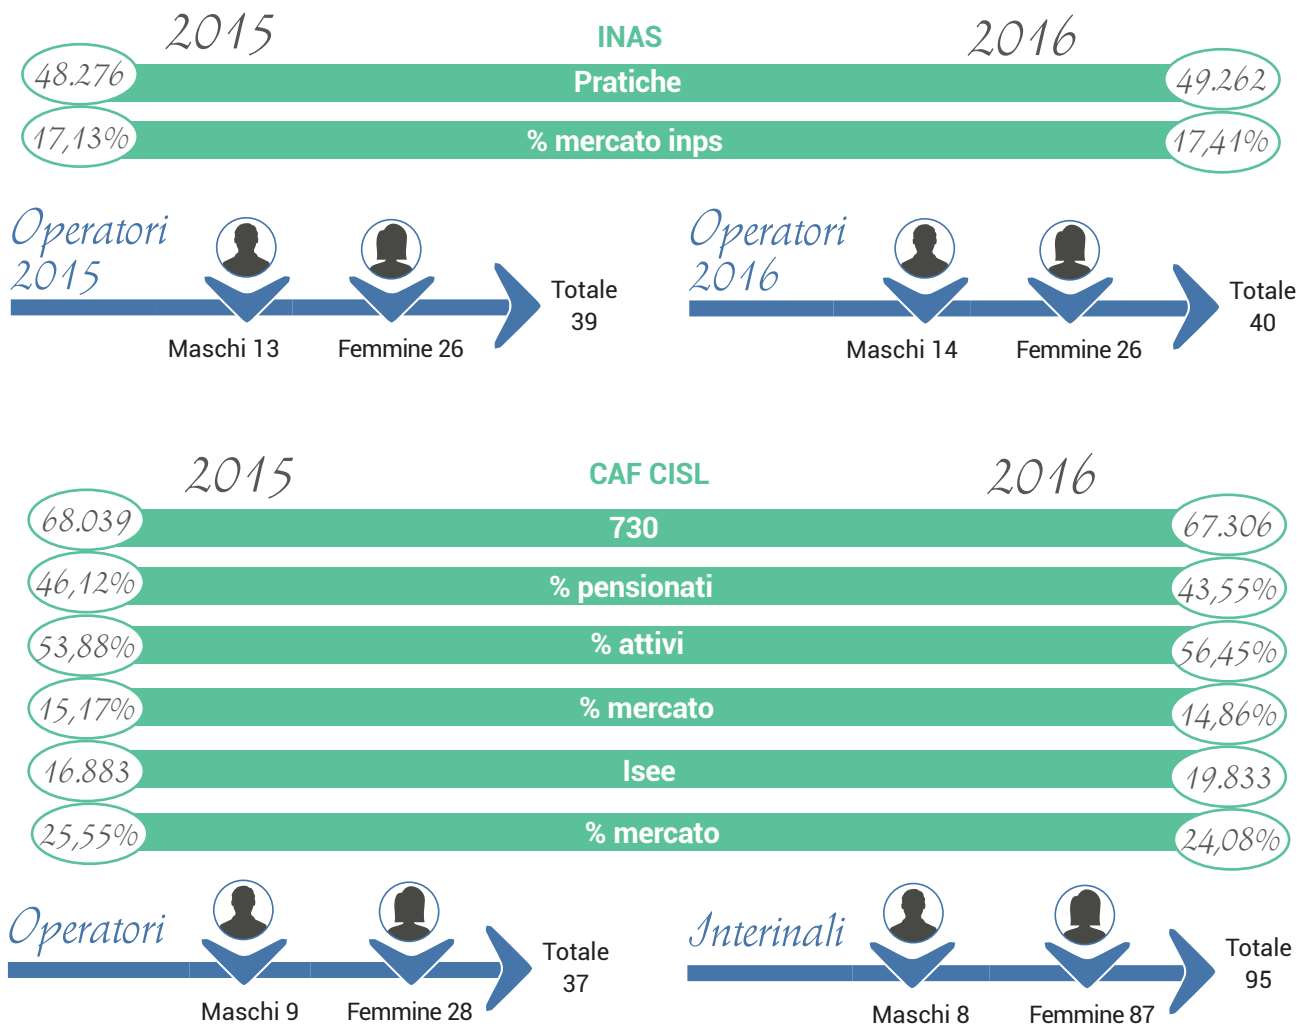 2015
INAS
2016
48.276
Pratiche
49.262
17,13%
% mercato inps
17,41%
Operatori
2015
Maschi 13
Femmine 26
Totale
39
Operatori
2016
Maschi 14
Femmine 26
Totale
40
2015
CAF CISL
2016
68.039
730
67.306
46,12%
% pensionati
43,55%
53,88%
% attivi
56,45%
15,17%
% mercato
14,86%
16.883
Isee
19.833
25,55%
% mercato
24,08%
Operatori
Maschi 9
Femmine 28
Totale
37
Interinali
Maschi 8
Femmine 87
Totale
95